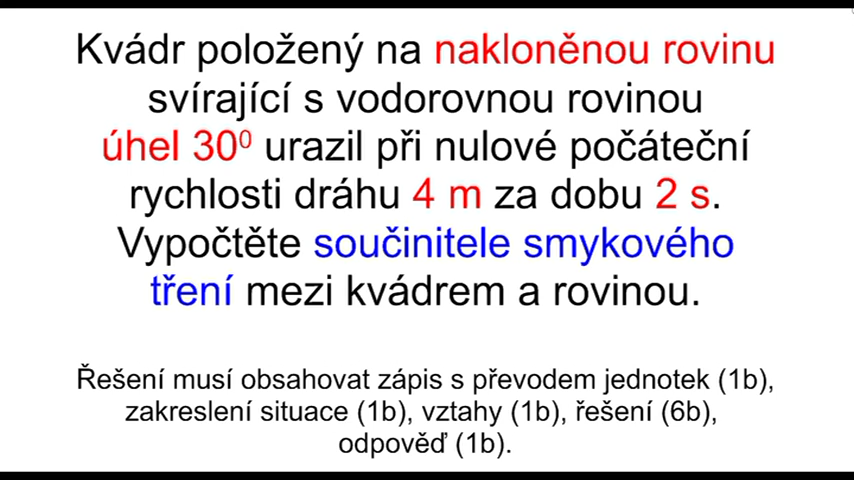 Kvádr položený na nakloněnou rovinu
svírající s vodorovnou rovinou
úhel 30⁰ urazil při nulové počáteční
rychlosti dráhu 4 m za dobu 2 s.
Vypočtěte součinitele smykového
tření mezi kvádrem a rovinou.
Řešení musí obsahovat zápis s převodem jednotek (1b),
zakreslení situace (1b), vztahy (1b), řešení (6b),
odpověď (1b).